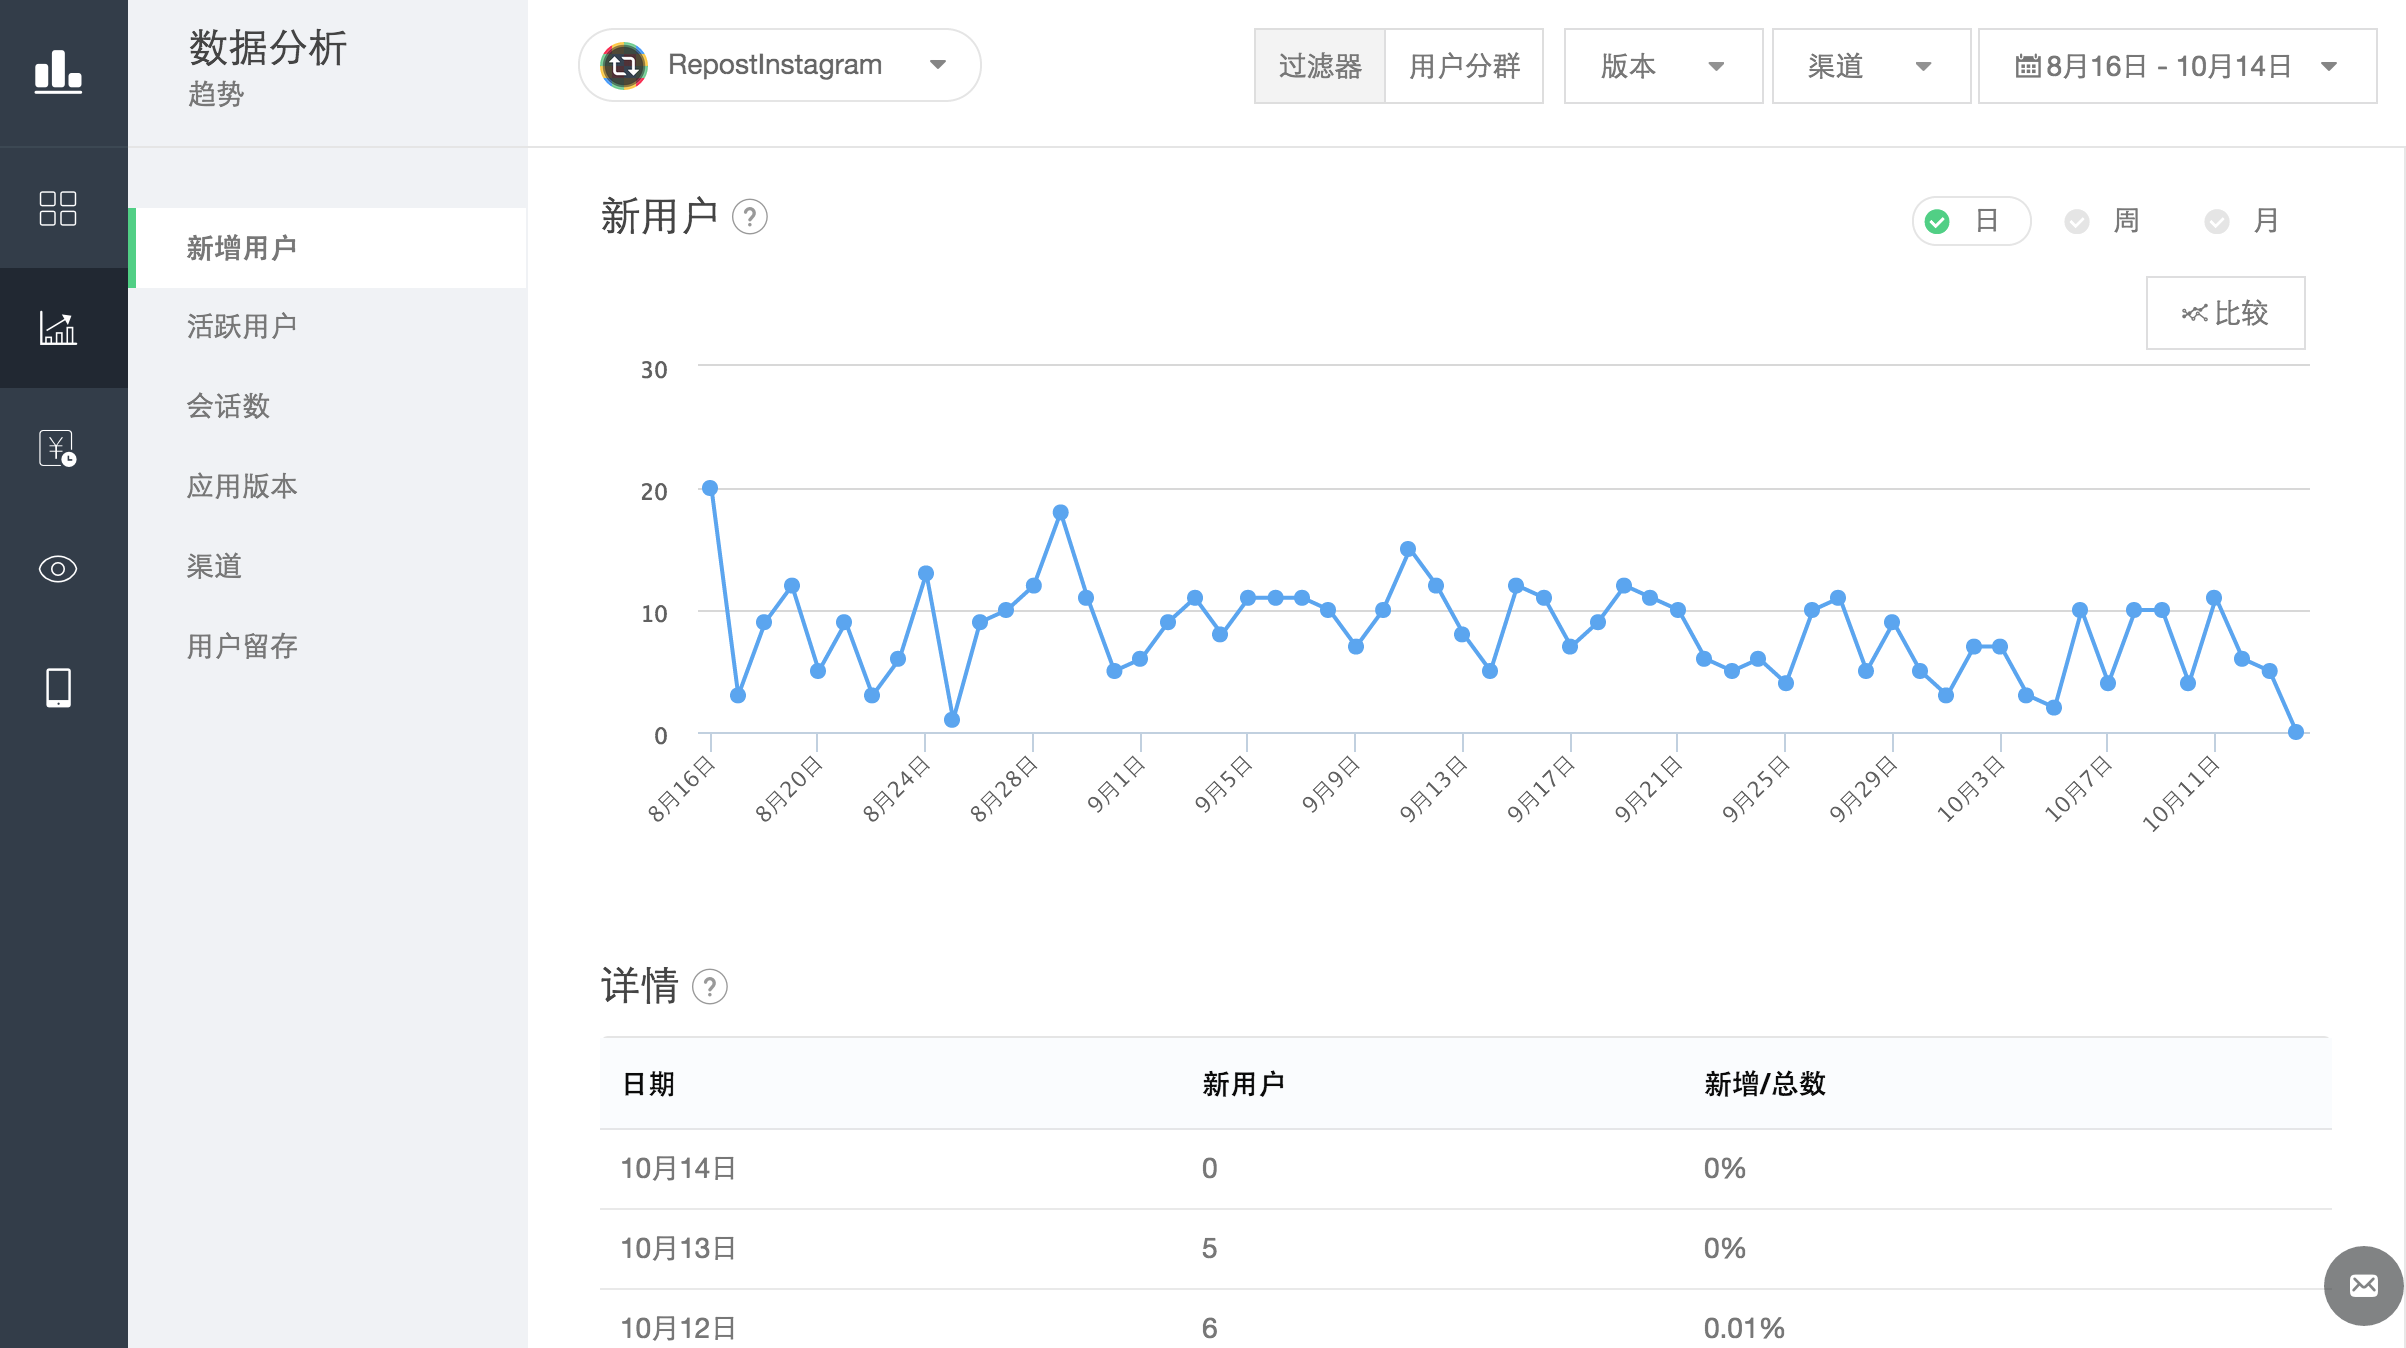 数据分析
趋势
RepostInstagram
过滤器 用户分群 版本 渠道 8月16日 - 10月14日
新增用户
活跃用户
会话数
应用版本
渠道
用户留存
新用户 ?
日 周 月
比较
30
20
10
0
8月16日 8月20日 8月24日 8月28日 9月1日 9月5日 9月9日 9月13日 9月17日 9月21日 9月25日 9月29日 10月3日 10月7日 10月11日
详情 ?
日期 新用户 新增/总数
10月14日 0 0%
10月13日 5 0%
10月12日 6 0.01%